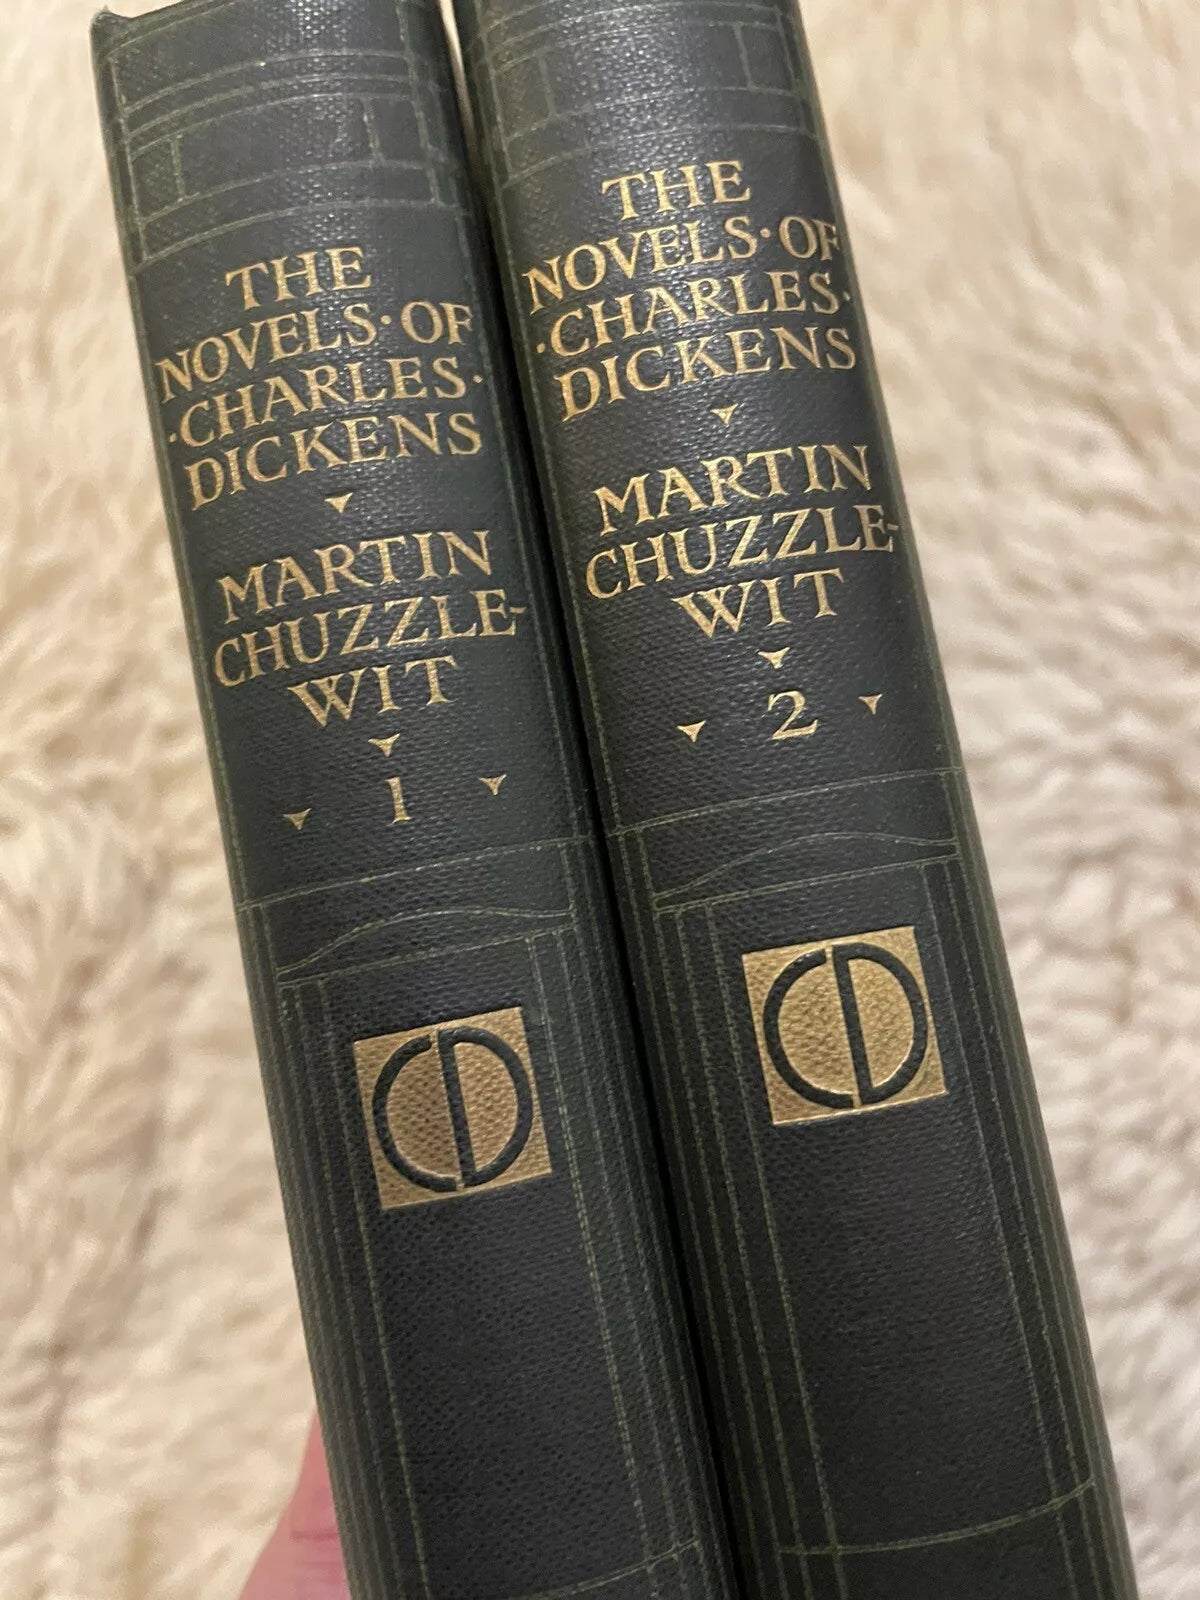 THE
NOVELS·OF
·CHARLES·
DICKENS
MARTIN
CHUZZLE-
WIT
1
CD
THE
NOVELS·OF
·CHARLES·
DICKENS
MARTIN
CHUZZLE-
WIT
2
CD